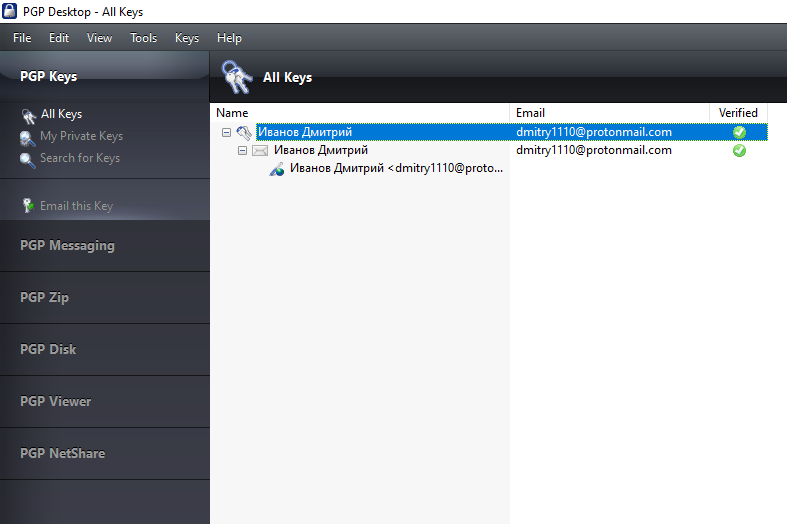 PGP Desktop - All Keys
File Edit View Tools Keys Help
PGP Keys
All Keys
My Private Keys
Search for Keys
Email this Key
PGP Messaging
PGP Zip
PGP Disk
PGP Viewer
PGP NetShare
All Keys
Name Email Verified
Иванов Дмитрий dmitry1110@protonmail.com
Иванов Дмитрий dmitry1110@protonmail.com
Иванов Дмитрий <dmitry1110@proto...